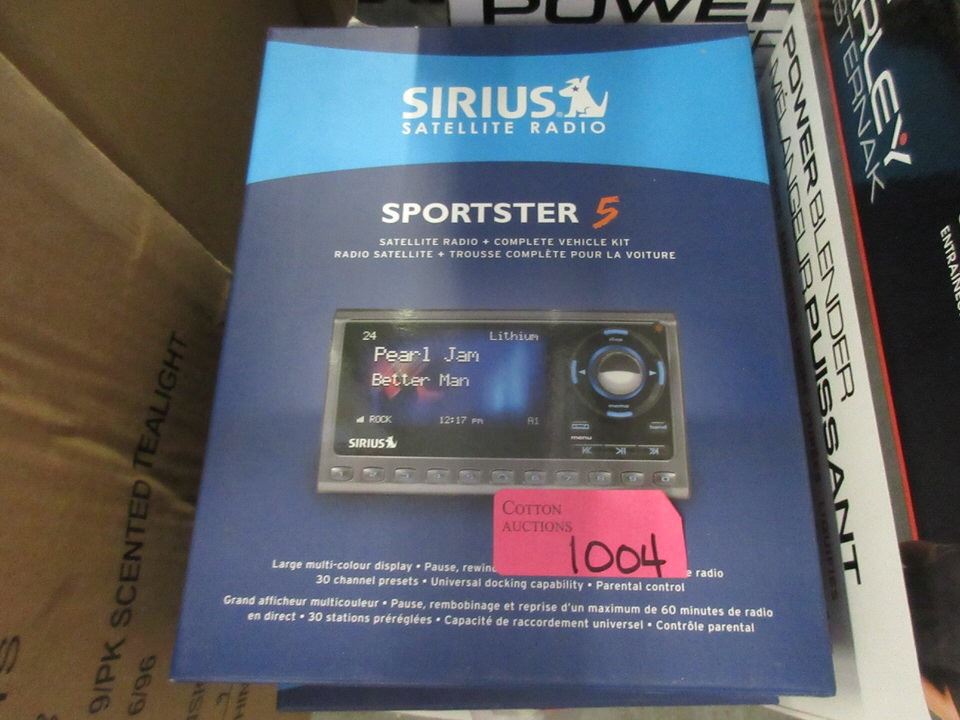 SIRIUS
SATELLITE RADIO
SPORTSTER 5
SATELLITE RADIO + COMPLETE VEHICLE KIT
RADIO SATELLITE + TROUSSE COMPLÈTE POUR LA VOITURE
24 Lithium
Pearl Jam
Better Man
ROCK 12:17 PM A1
SIRIUS
menu
COTTON
AUCTIONS
1004
Large multi-colour display • Pause, rewind radio
30 channel presets • Universal docking capability • Parental control
Grand afficheur multicouleur • Pause, rembobinage et reprise d'un maximum de 60 minutes de radio
en direct • 30 stations préréglées • Capacité de raccordement universel • Contrôle parental
POWER
POWER BLENDER
MÉLANGEUR PUISSANT
RLEY
STERNAK
9/PK SCENTED TEALIGHT
6/96